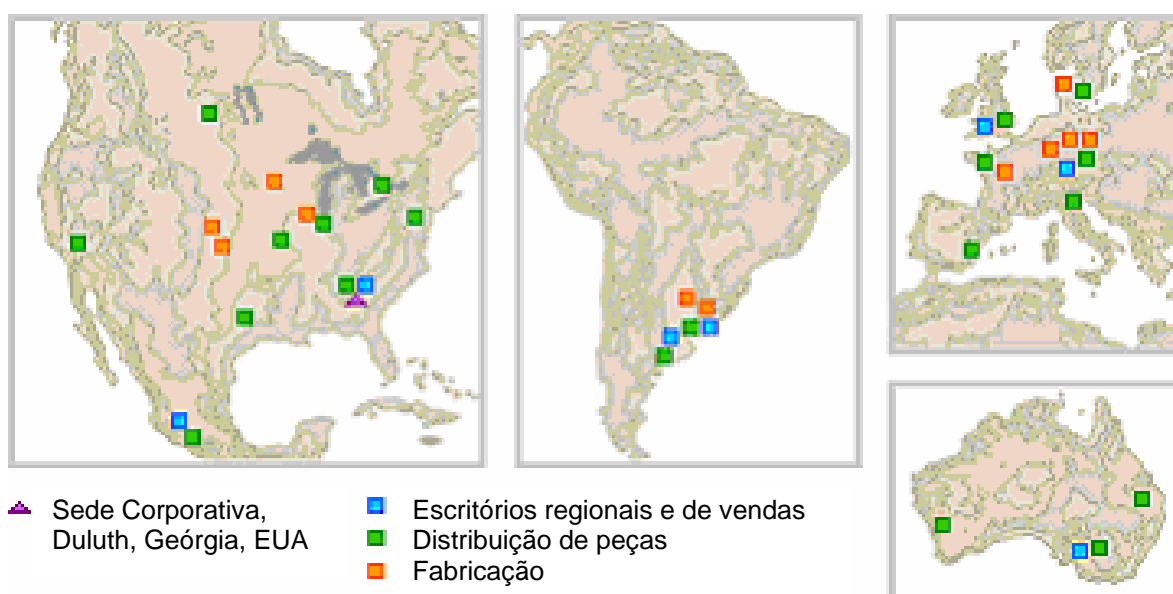 Sede Corporativa,
Duluth, Geórgia, EUA
Escritórios regionais e de vendas
Distribuição de peças
Fabricação